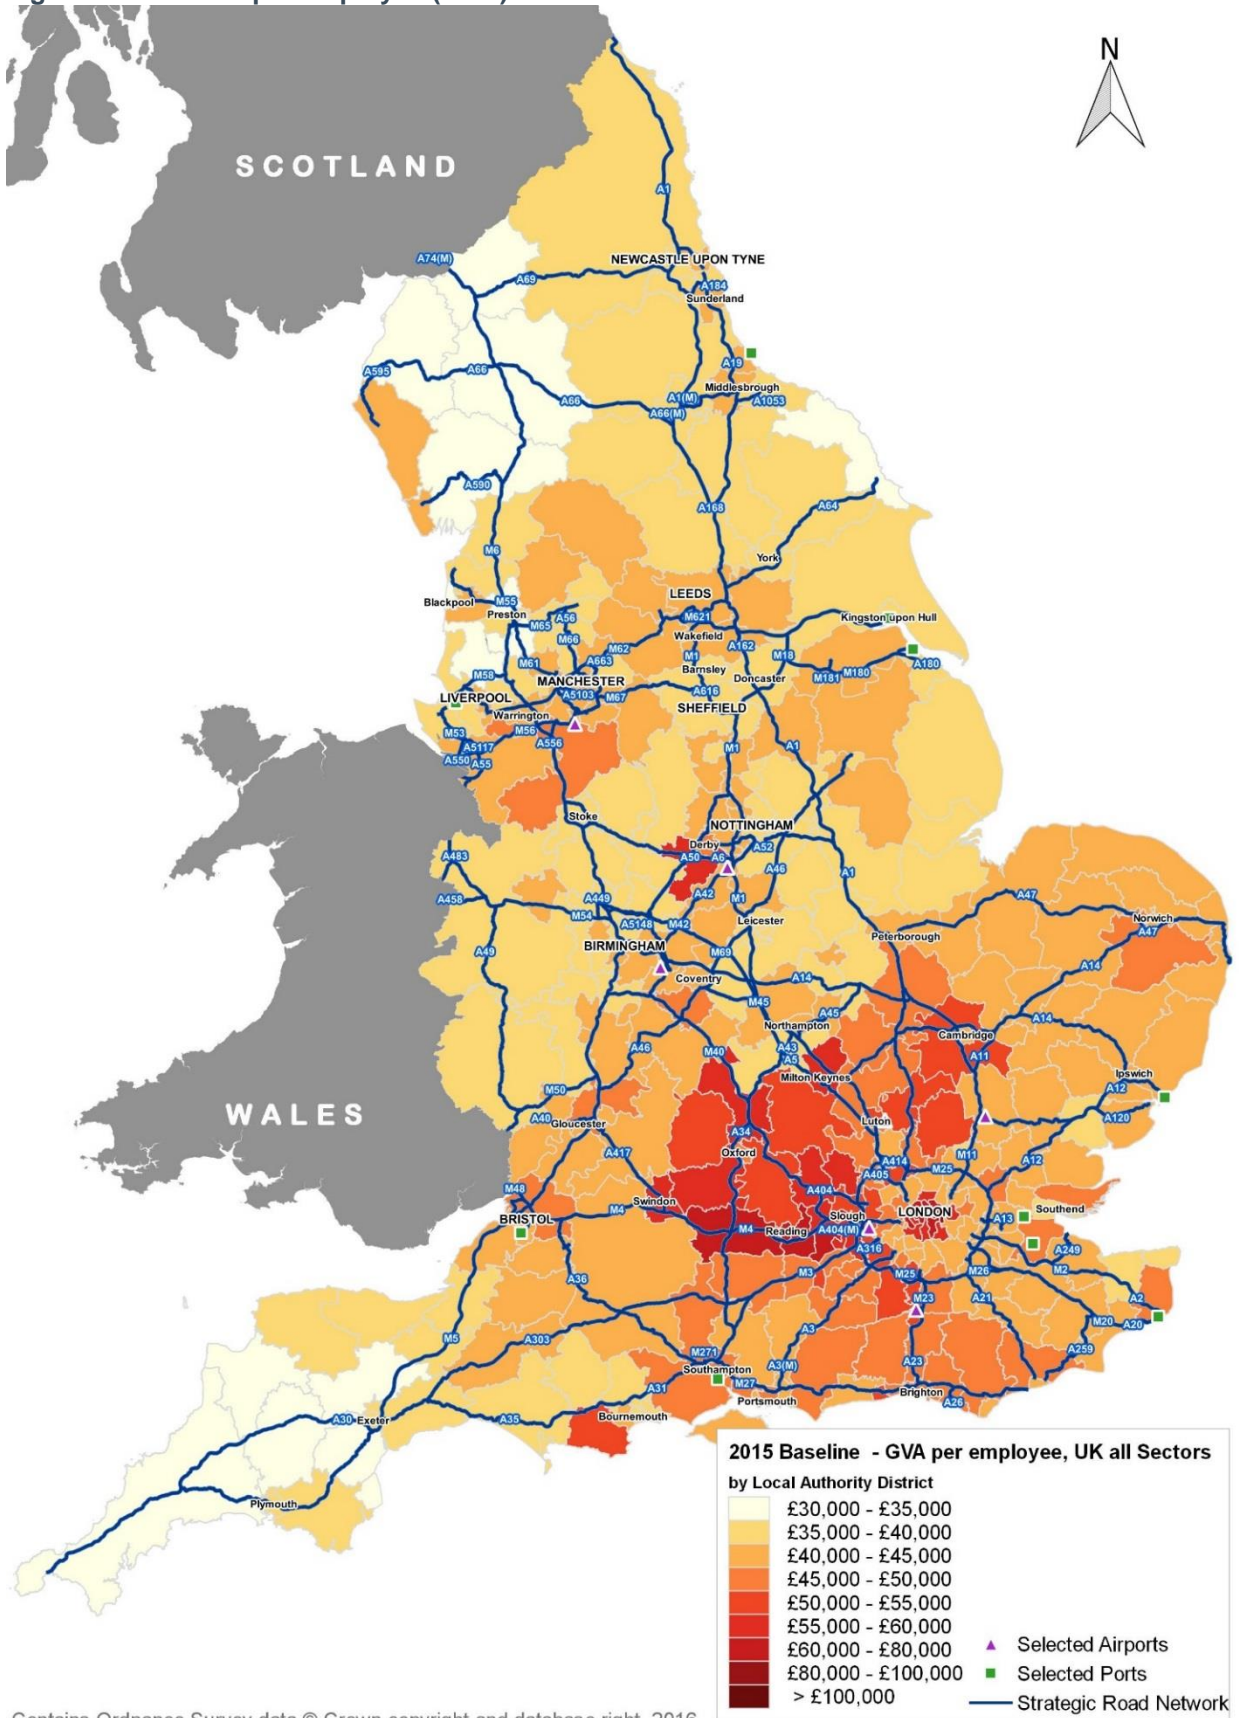 N
SCOTLAND
A1
A74(M)
NEWCASTLE UPON TYNE
A69
A184
Sunderland
A595
A66
A19
Middlesbrough
A66
A1(M)
A1053
A66(M)
A590
A168
A64
M6
York
Blackpool
M55
LEEDS
Preston
A56
M621
Kingston upon Hull
M65
Wakefield
M66
M62
A162
M61
A663
M1
M18
A180
M58
Barnsley
M180
MANCHESTER
Doncaster
M181
LIVERPOOL
A5103
M67
A616
SHEFFIELD
Warrington
M53
M56
A556
A5117
M1
A1
A550
A55
Stoke
NOTTINGHAM
Derby
A52
A483
A50
A6
A46
A1
A458
A449
A42
M1
A47
M54
A5148
M42
Leicester
Norwich
A47
BIRMINGHAM
Peterborough
A49
M69
A14
Coventry
A14
M45
A45
A14
Northampton
Cambridge
A46
M40
A43
A5
A11
Milton Keynes
Ipswich
M50
A12
WALES
A40
Gloucester
Luton
A120
A34
A417
Oxford
A414
M11
A12
A405
M25
M48
Swindon
A404
BRISTOL
M4
Slough
LONDON
Southend
M4
Reading
A404(M)
A13
A316
A249
A36
M3
M25
M26
M2
M23
A21
A2
M5
A303
A3
M20
A20
M271
A259
Southampton
A3(M)
A23
A31
M27
Brighton
A30
Exeter
A35
Bournemouth
Portsmouth
A26
Plymouth
2015 Baseline - GVA per employee, UK all Sectors
by Local Authority District
£30,000 - £35,000
£35,000 - £40,000
£40,000 - £45,000
£45,000 - £50,000
£50,000 - £55,000
£55,000 - £60,000
£60,000 - £80,000
£80,000 - £100,000
> £100,000
Selected Airports
Selected Ports
Strategic Road Network
Contains Ordnance Survey data © Crown copyright and database right 2016